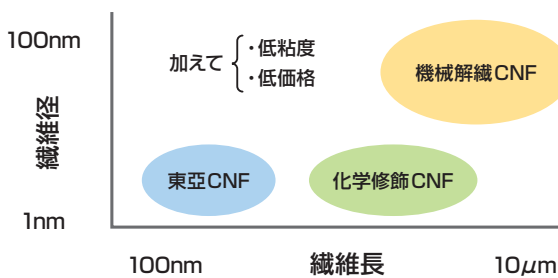 100nm
加えて
・低粘度
・低価格
機械解繊CNF
繊維径
東亞CNF
化学修飾CNF
1nm
100nm
繊維長
10μm